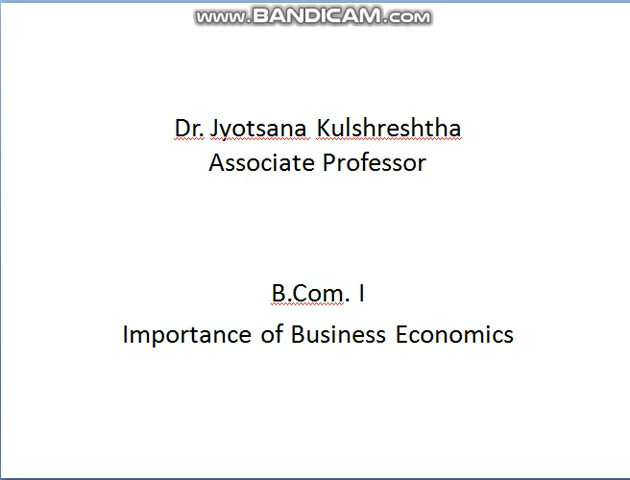 www.BANDICAM.com
Dr. Jyotsana Kulshreshtha
Associate Professor
B.Com. I
Importance of Business Economics